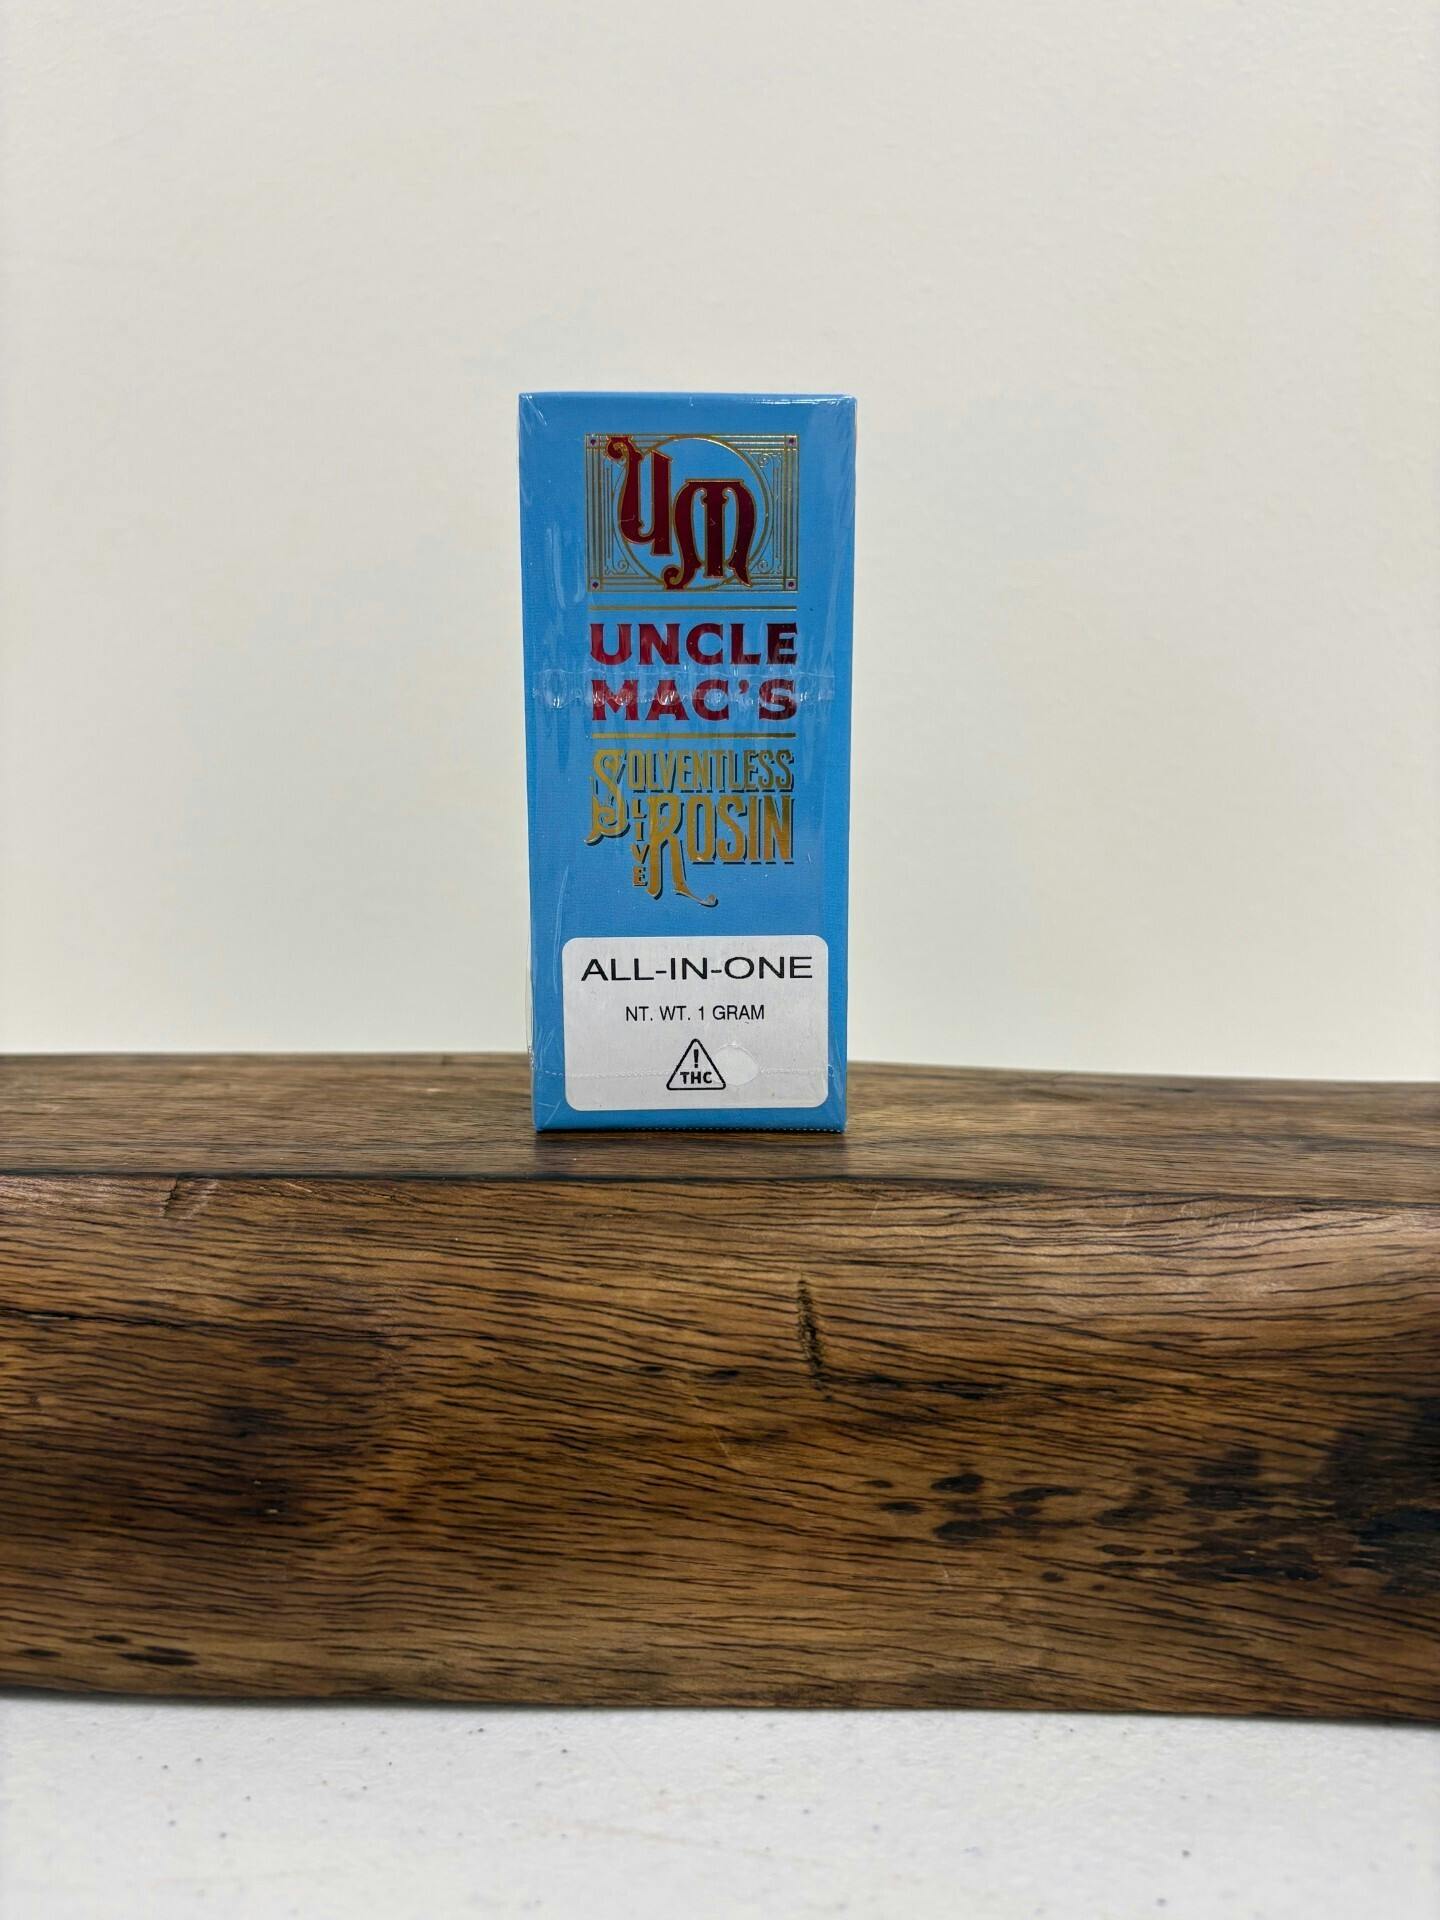 UM
UNCLE
MAC'S
SOLVENTLESS
LIVE ROSIN
ALL-IN-ONE
NT. WT. 1 GRAM
!
THC